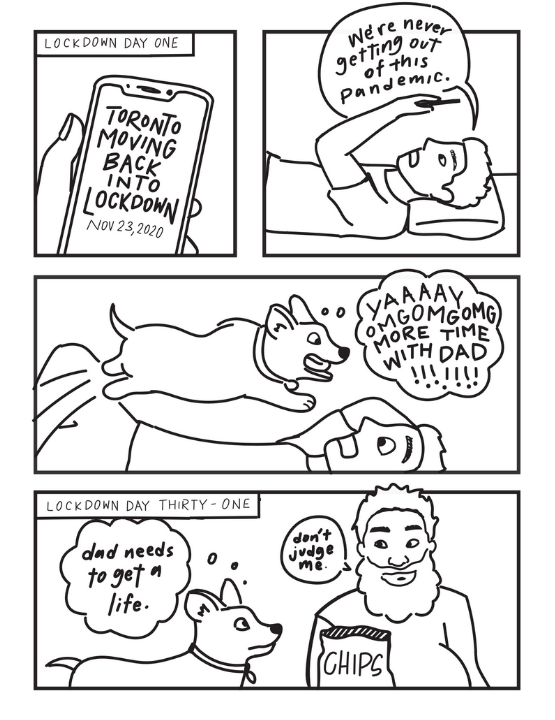 LOCKDOWN DAY ONE
TORONTO
MOVING
BACK
INTO
LOCKDOWN
NOV 23, 2020
We're never
getting out
of this
pandemic.
YAAAAY
OMGOMGOMG
MORE TIME
WITH DAD
!!! !!!!
LOCKDOWN DAY THIRTY-ONE
dad needs
to get a
life.
don't
judge
me.
CHIPS